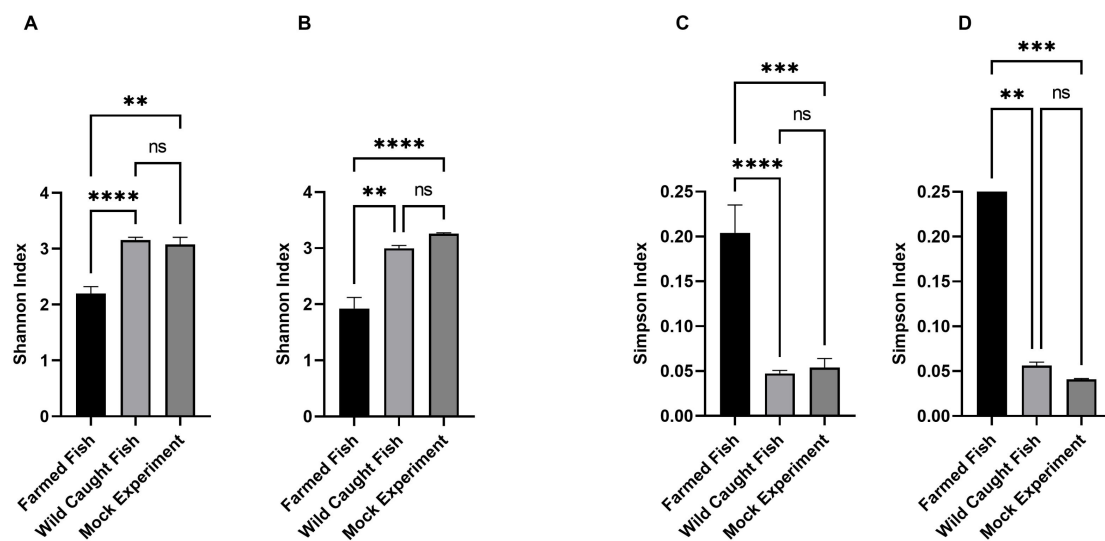 A
**
ns
****
4
3
2
1
0
Shannon Index
Farmed Fish
Wild Caught Fish
Mock Experiment
B
****
**
ns
4
3
2
1
0
Shannon Index
Farmed Fish
Wild Caught Fish
Mock Experiment
C
***
ns
****
0.25
0.20
0.15
0.10
0.05
0.00
Simpson Index
Farmed Fish
Wild Caught Fish
Mock Experiment
D
***
**
ns
0.25
0.20
0.15
0.10
0.05
0.00
Simpson Index
Farmed Fish
Wild Caught Fish
Mock Experiment